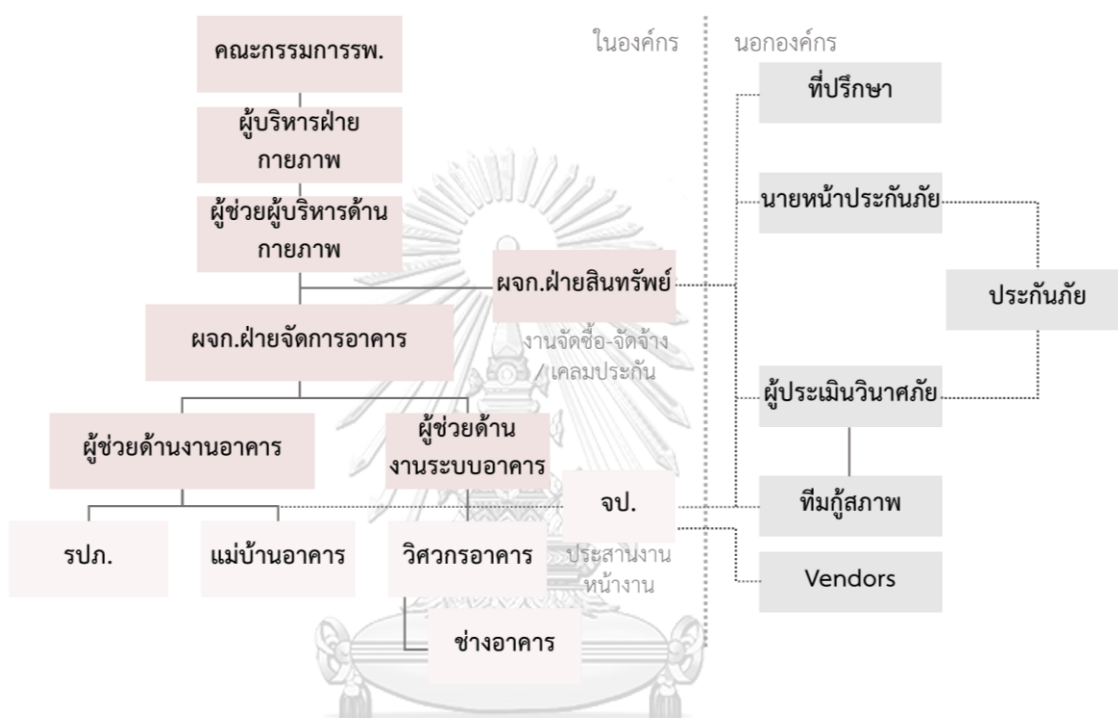 ในองค์กร
นอกองค์กร
คณะกรรมการรพ.
ที่ปรึกษา
ผู้บริหารฝ่าย
กายภาพ
นายหน้าประกันภัย
ผู้ช่วยผู้บริหารด้าน
กายภาพ
ผจก.ฝ่ายสินทรัพย์
ประกันภัย
ผจก.ฝ่ายจัดการอาคาร
งานจัดซื้อ-จัดจ้าง
/ เคลมประกัน
ผู้ประเมินวินาศภัย
ผู้ช่วยด้านงานอาคาร
ผู้ช่วยด้าน
งานระบบอาคาร
จป.
ทีมกู้สภาพ
รปภ.
แม่บ้านอาคาร
วิศวกรอาคาร
ประสานงาน
หน้างาน
Vendors
ช่างอาคาร